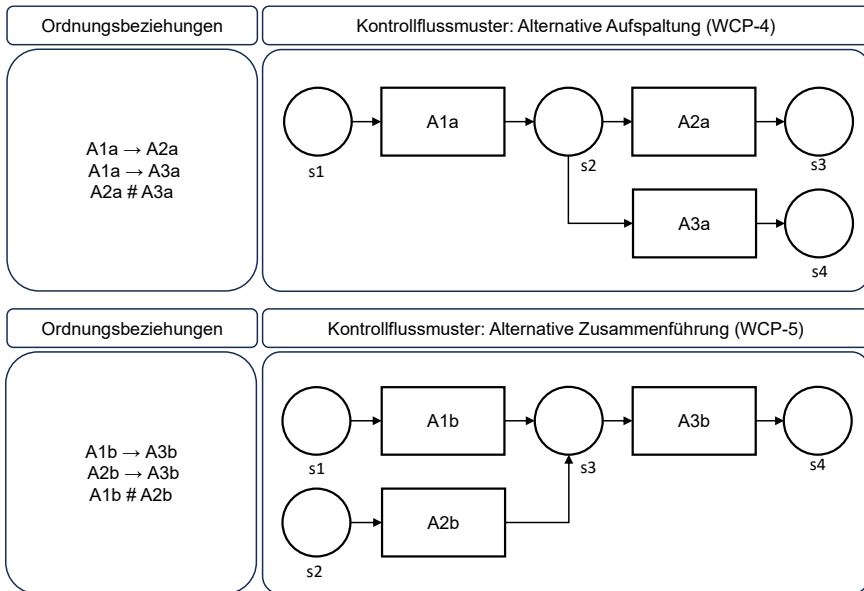 Ordnungsbeziehungen
Kontrollflussmuster: Alternative Aufspaltung (WCP-4)
A1a → A2a
A1a → A3a
A2a # A3a
s1
A1a
s2
A2a
s3
A3a
s4
Ordnungsbeziehungen
Kontrollflussmuster: Alternative Zusammenführung (WCP-5)
A1b → A3b
A2b → A3b
A1b # A2b
s1
A1b
s3
A3b
s4
s2
A2b